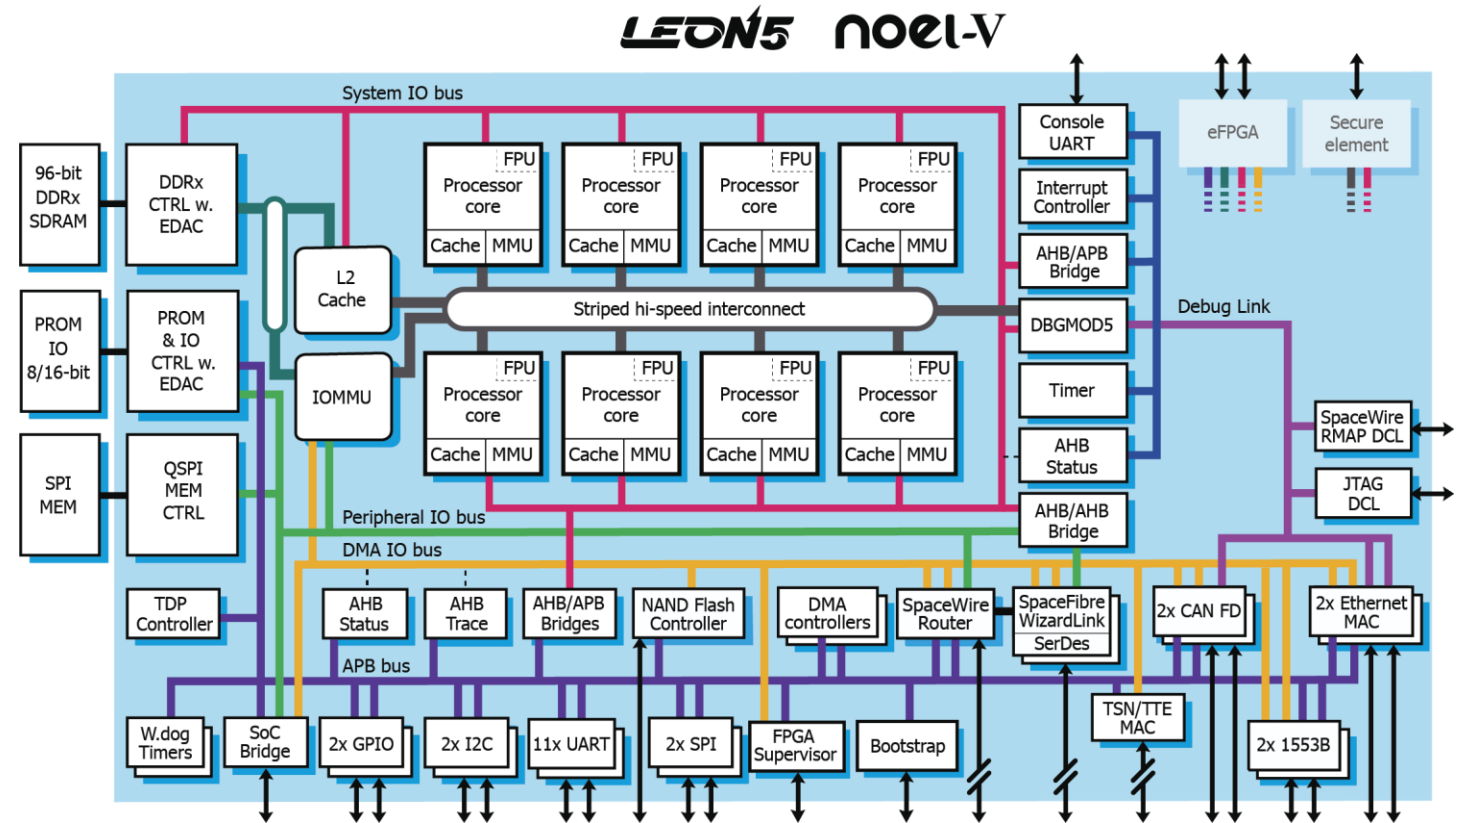 LEON5 noel-V
System IO bus
96-bit
DDRx
SDRAM
DDRx
CTRL w.
EDAC
L2
Cache
PROM
IO
8/16-bit
PROM
& IO
CTRL w.
EDAC
IOMMU
SPI
MEM
QSPI
MEM
CTRL
FPU
Processor
core
Cache
MMU
FPU
Processor
core
Cache
MMU
FPU
Processor
core
Cache
MMU
FPU
Processor
core
Cache
MMU
Striped hi-speed interconnect
FPU
Processor
core
Cache
MMU
FPU
Processor
core
Cache
MMU
FPU
Processor
core
Cache
MMU
FPU
Processor
core
Cache
MMU
Console
UART
Interrupt
Controller
AHB/APB
Bridge
DBGMOD5
Timer
AHB
Status
AHB/AHB
Bridge
eFPGA
Secure
element
Debug Link
SpaceWire
RMAP DCL
JTAG
DCL
Peripheral IO bus
DMA IO bus
TDP
Controller
AHB
Status
AHB
Trace
AHB/APB
Bridges
NAND Flash
Controller
DMA
controllers
SpaceWire
Router
SpaceFibre
WizardLink
SerDes
2x CAN FD
2x Ethernet
MAC
APB bus
W.dog
Timers
SoC
Bridge
2x GPIO
2x I2C
11x UART
2x SPI
FPGA
Supervisor
Bootstrap
TSN/TTE
MAC
2x 1553B